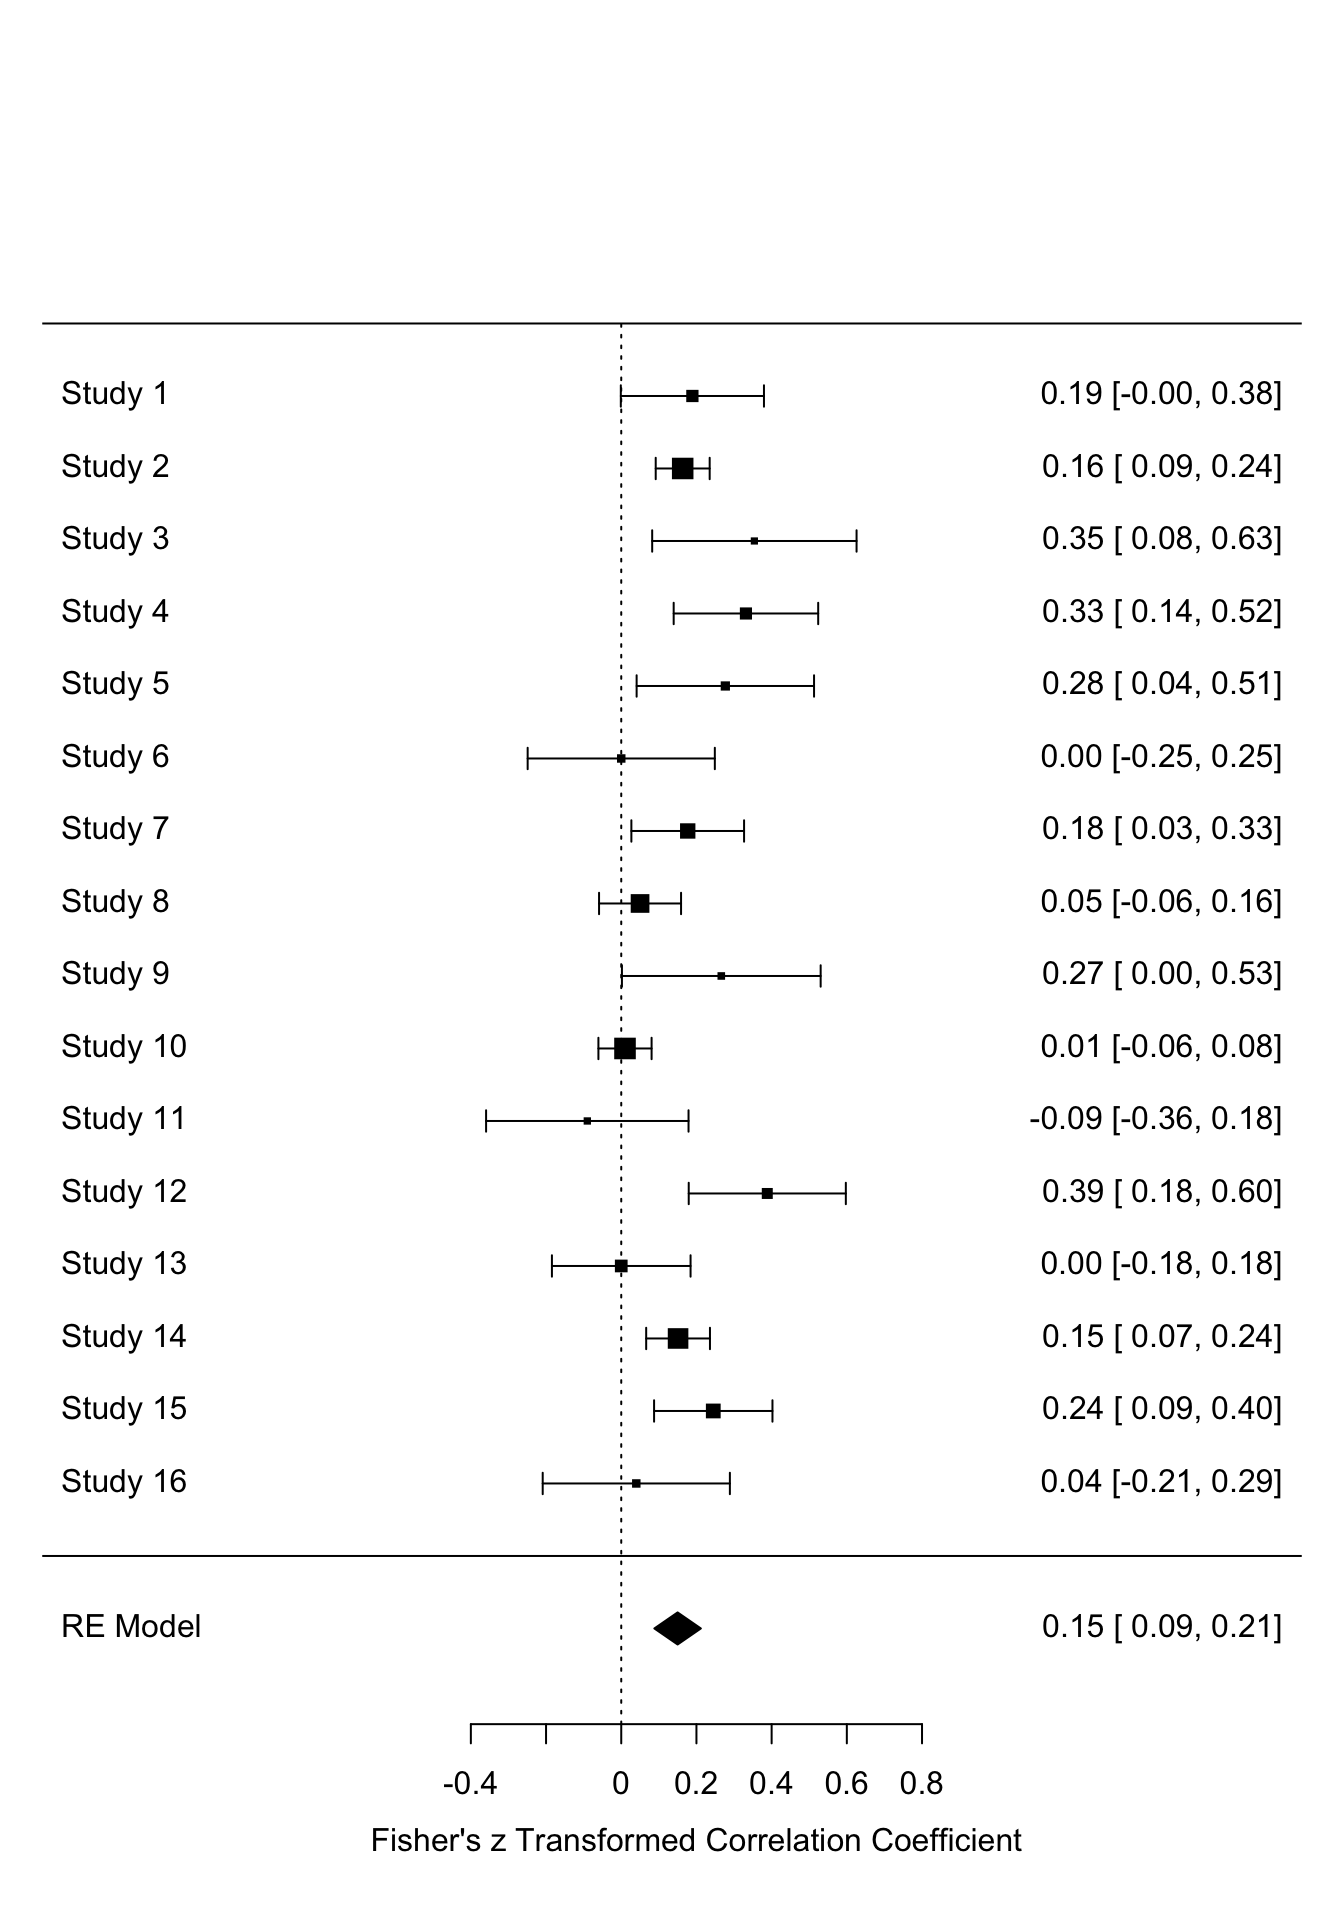 Study 1 0.19 [-0.00, 0.38]
Study 2 0.16 [ 0.09, 0.24]
Study 3 0.35 [ 0.08, 0.63]
Study 4 0.33 [ 0.14, 0.52]
Study 5 0.28 [ 0.04, 0.51]
Study 6 0.00 [-0.25, 0.25]
Study 7 0.18 [ 0.03, 0.33]
Study 8 0.05 [-0.06, 0.16]
Study 9 0.27 [ 0.00, 0.53]
Study 10 0.01 [-0.06, 0.08]
Study 11 -0.09 [-0.36, 0.18]
Study 12 0.39 [ 0.18, 0.60]
Study 13 0.00 [-0.18, 0.18]
Study 14 0.15 [ 0.07, 0.24]
Study 15 0.24 [ 0.09, 0.40]
Study 16 0.04 [-0.21, 0.29]
RE Model 0.15 [ 0.09, 0.21]
-0.4 0 0.2 0.4 0.6 0.8
Fisher's z Transformed Correlation Coefficient